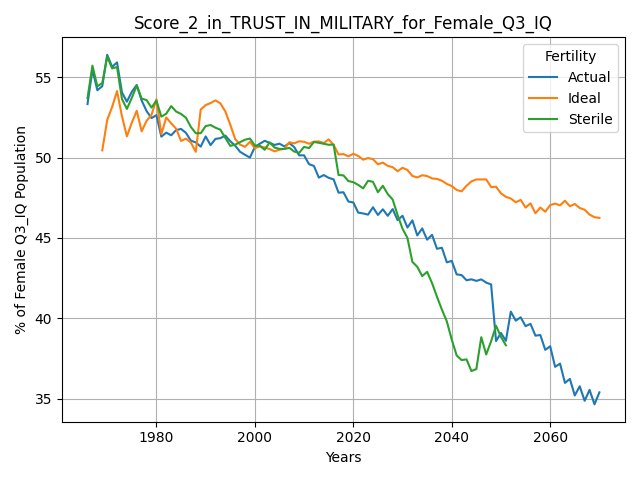 Score_2_in_TRUST_IN_MILITARY_for_Female_Q3_IQ
Fertility
Actual
Ideal
Sterile
% of Female Q3_IQ Population
55
50
45
40
35
1980
2000
2020
2040
2060
Years